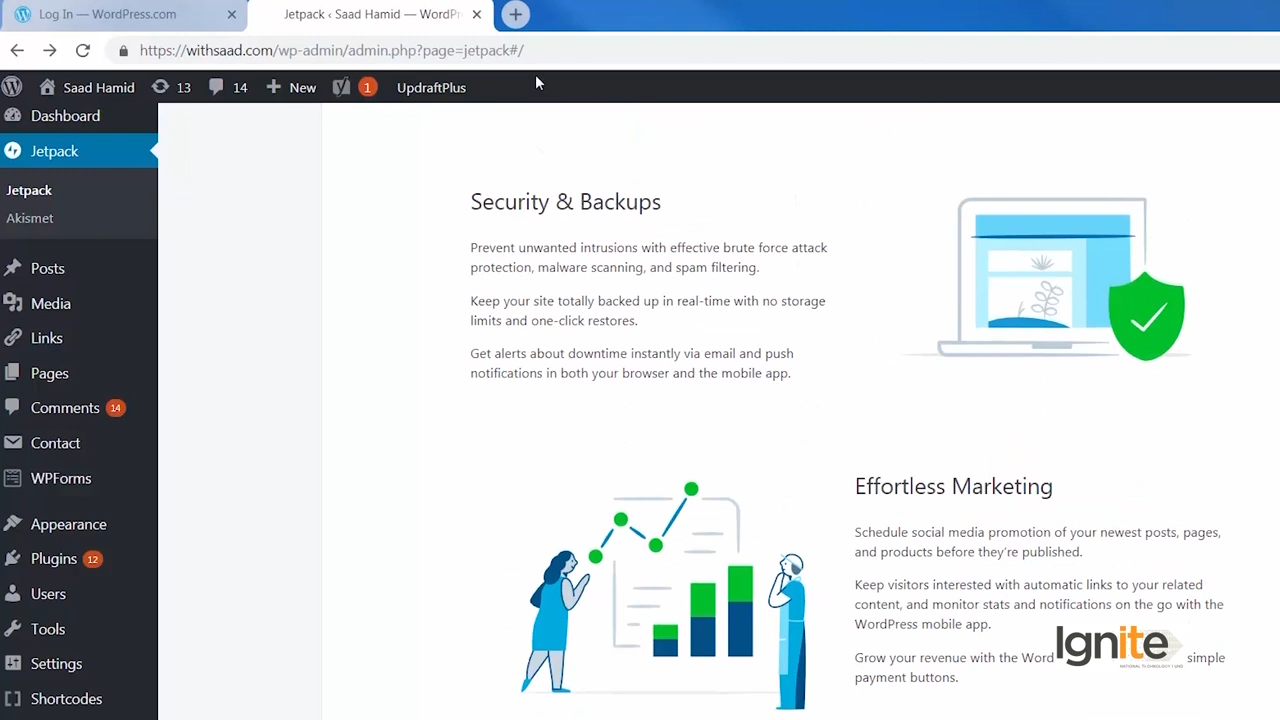 Log In — WordPress.com
Jetpack ‹ Saad Hamid — WordPr
https://withsaad.com/wp-admin/admin.php?page=jetpack#/
Saad Hamid 13 14 New 1 UpdraftPlus
Dashboard
Jetpack
Jetpack
Akismet
Posts
Media
Links
Pages
Comments 14
Contact
WPForms
Appearance
Plugins 12
Users
Tools
Settings
Shortcodes
Security & Backups
Prevent unwanted intrusions with effective brute force attack
protection, malware scanning, and spam filtering.
Keep your site totally backed up in real-time with no storage
limits and one-click restores.
Get alerts about downtime instantly via email and push
notifications in both your browser and the mobile app.
Effortless Marketing
Schedule social media promotion of your newest posts, pages,
and products before they're published.
Keep visitors interested with automatic links to your related
content, and monitor stats and notifications on the go with the
WordPress mobile app.
Grow your revenue with the Word simple
payment buttons.
Ignite